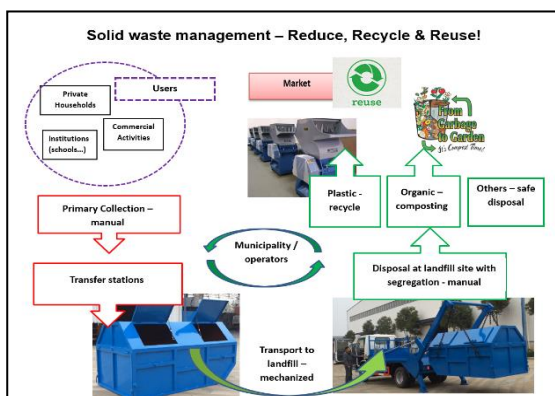 Solid waste management – Reduce, Recycle & Reuse!
Users
Private
Households
Institutions
(schools...)
Commercial
Activities
Market
reuse
From
Garbage
to Garden
It's Compost Time!
Primary Collection –
manual
Plastic -
recycle
Organic –
composting
Others – safe
disposal
Municipality /
operators
Transfer stations
Disposal at landfill site with
segregation - manual
Transport to
landfill –
mechanized